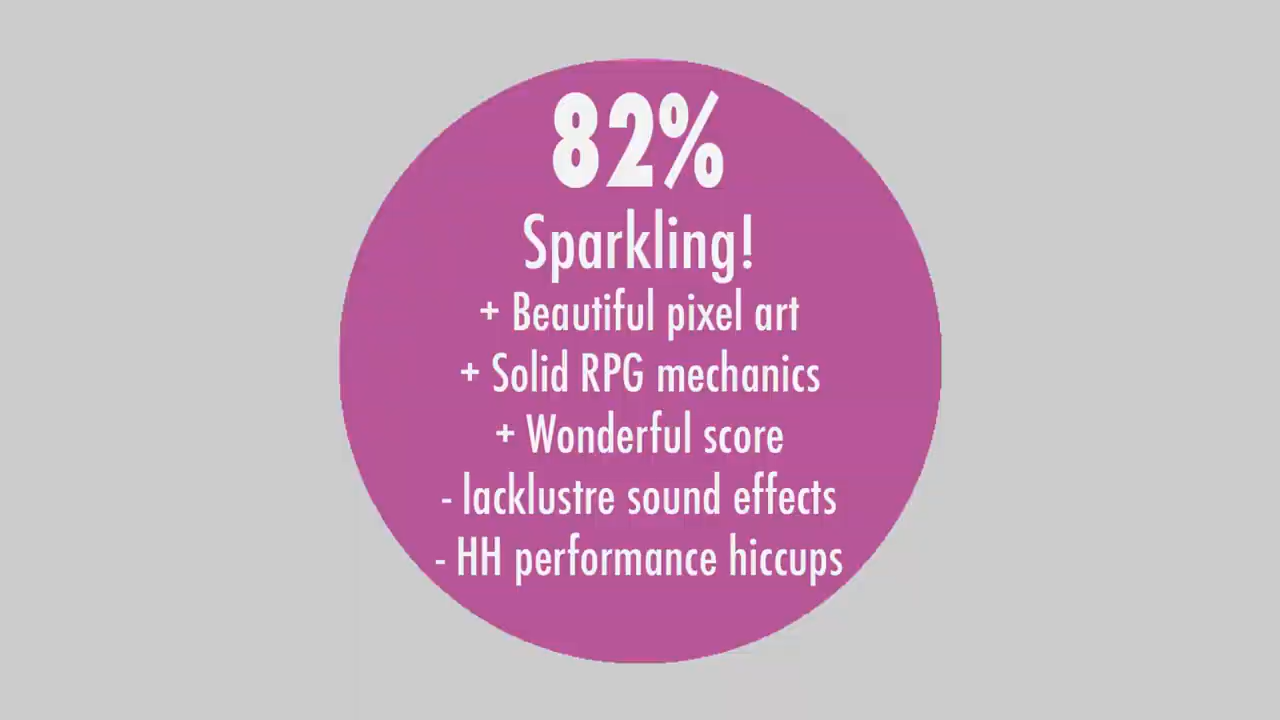 82%
Sparkling!
+ Beautiful pixel art
+ Solid RPG mechanics
+ Wonderful score
- lacklustre sound effects
- HH performance hiccups